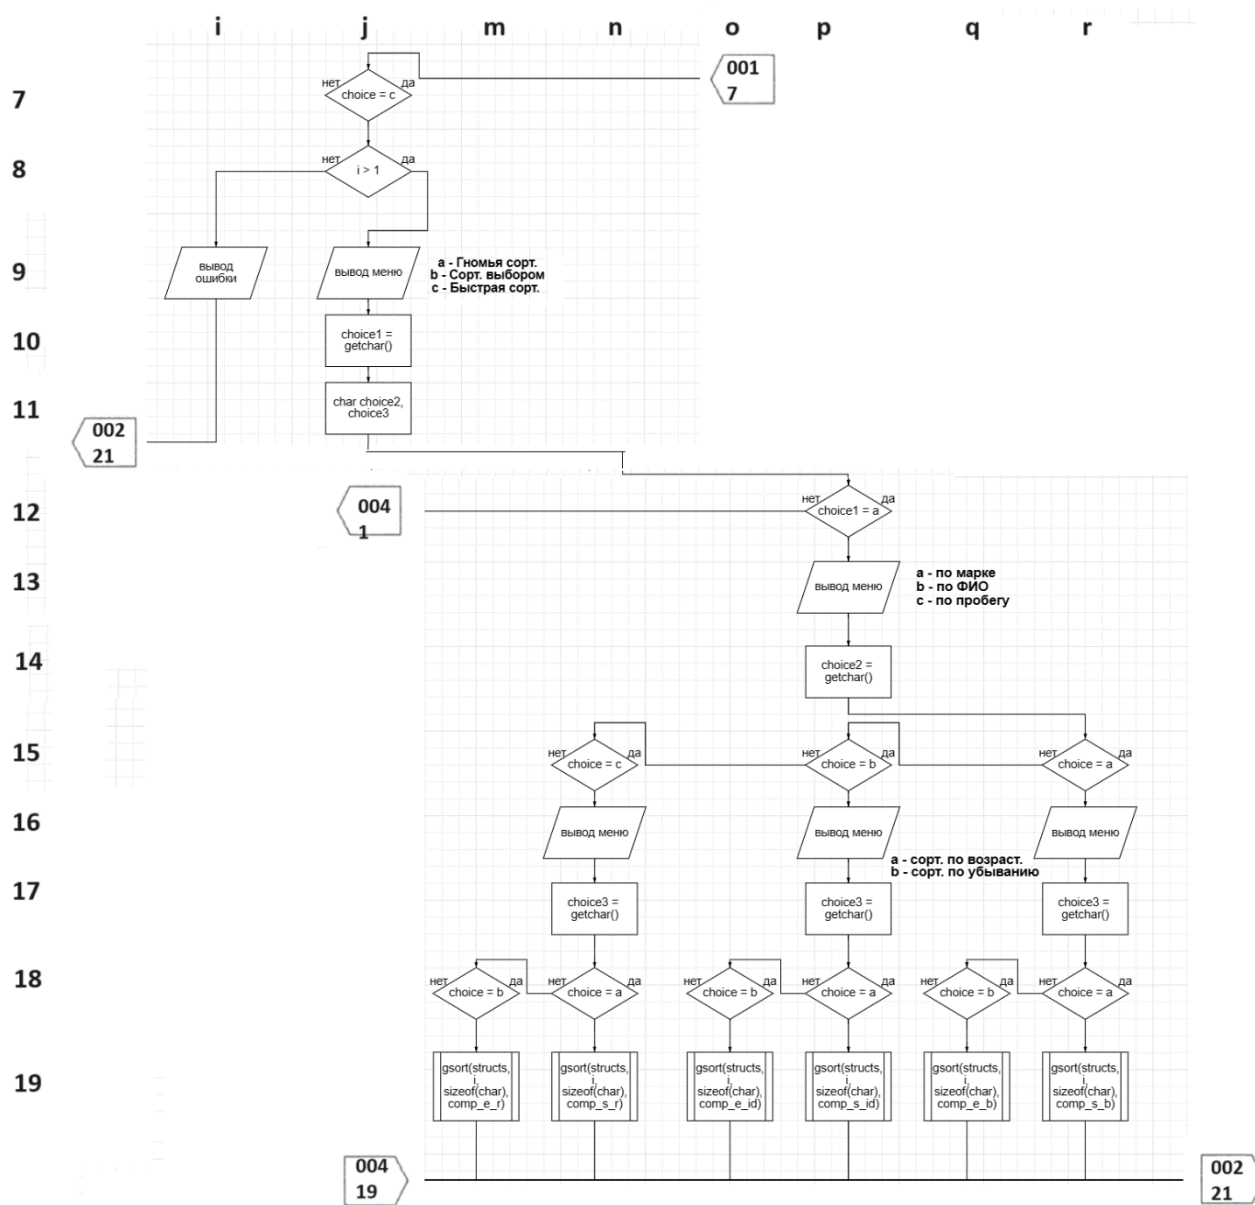 i j m n o p q r
001
7
7
нет да
choice = c
8
нет да
i > 1
9
вывод
ошибки
вывод меню
a - Гномья сорт.
b - Сорт. выбором
c - Быстрая сорт.
10
choice1 =
getchar()
11
char choice2,
choice3
002
21
12
004
1
нет да
choice1 = a
13
вывод меню
a - по марке
b - по ФИО
c - по пробегу
14
choice2 =
getchar()
15
нет да
choice = c
нет да
choice = b
нет да
choice = a
16
вывод меню
вывод меню
вывод меню
a - сорт. по возраст.
b - сорт. по убыванию
17
choice3 =
getchar()
choice3 =
getchar()
choice3 =
getchar()
18
нет да
choice = b
нет да
choice = a
нет да
choice = b
нет да
choice = a
нет да
choice = b
нет да
choice = a
19
gsort(structs,
i,
sizeof(char),
comp_e_r)
gsort(structs,
i,
sizeof(char),
comp_s_r)
gsort(structs,
i,
sizeof(char),
comp_e_id)
gsort(structs,
i,
sizeof(char),
comp_s_id)
gsort(structs,
i,
sizeof(char),
comp_e_b)
gsort(structs,
i,
sizeof(char),
comp_s_b)
004
19
002
21